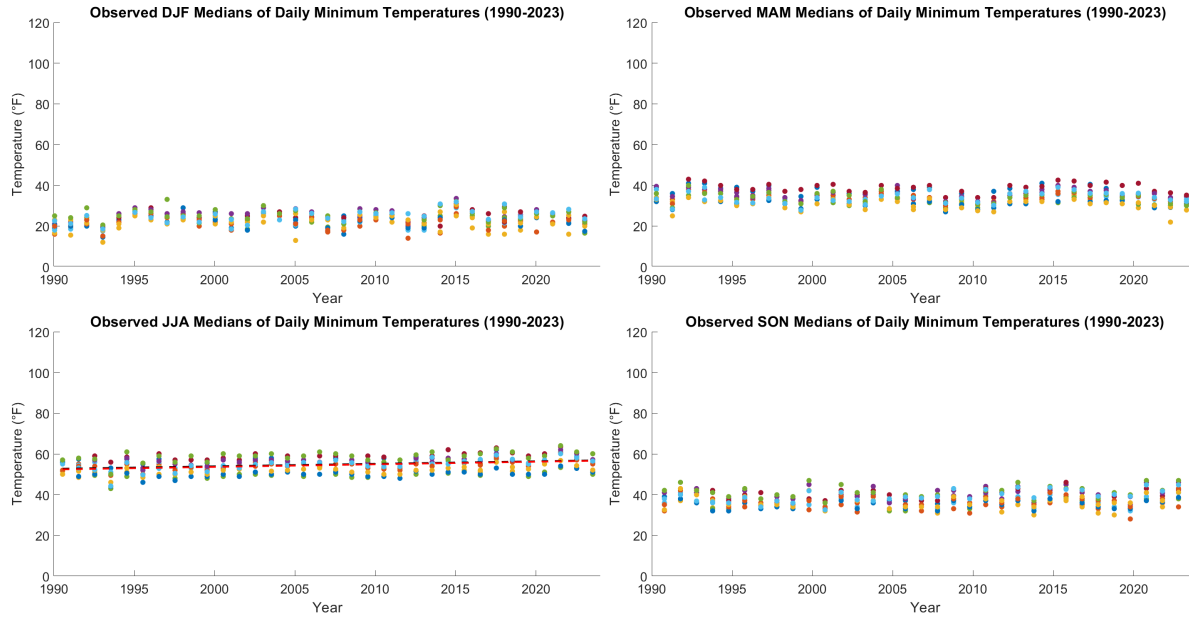 Observed DJF Medians of Daily Minimum Temperatures (1990-2023)
120
100
80
60
40
20
0
Temperature (°F)
1990 1995 2000 2005 2010 2015 2020
Year
Observed MAM Medians of Daily Minimum Temperatures (1990-2023)
120
100
80
60
40
20
0
Temperature (°F)
1990 1995 2000 2005 2010 2015 2020
Year
Observed JJA Medians of Daily Minimum Temperatures (1990-2023)
120
100
80
60
40
20
0
Temperature (°F)
1990 1995 2000 2005 2010 2015 2020
Year
Observed SON Medians of Daily Minimum Temperatures (1990-2023)
120
100
80
60
40
20
0
Temperature (°F)
1990 1995 2000 2005 2010 2015 2020
Year